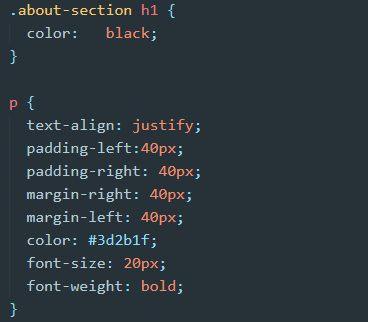 .about-section h1 {
  color:   black;
}

p {
  text-align: justify;
  padding-left:40px;
  padding-right: 40px;
  margin-right: 40px;
  margin-left: 40px;
  color: #3d2b1f;
  font-size: 20px;
  font-weight: bold;
}